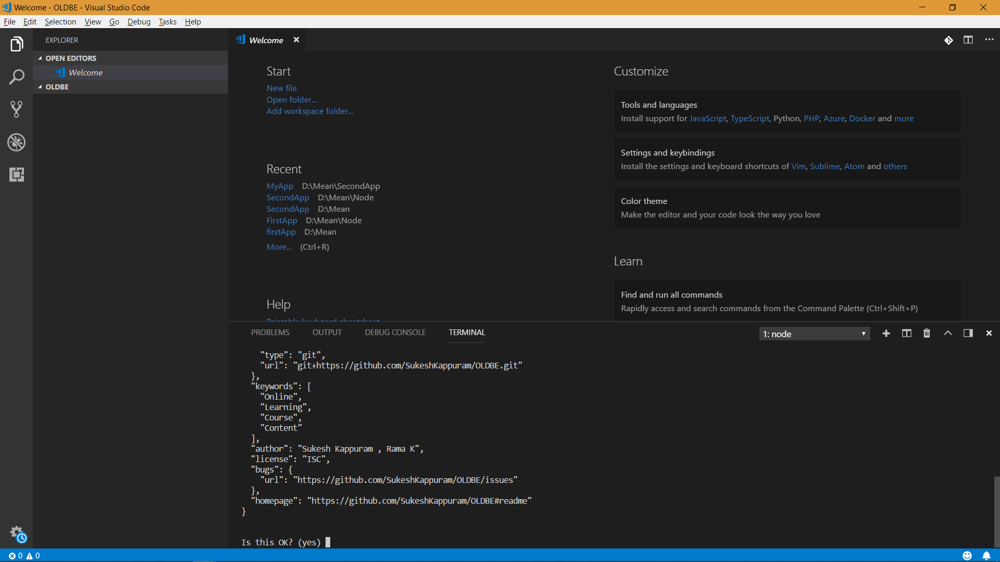 Welcome - OLDBE - Visual Studio Code
File Edit Selection View Go Debug Tasks Help
EXPLORER
OPEN EDITORS
Welcome
OLDBE
Welcome
Start
New file
Open folder...
Add workspace folder...
Recent
MyApp D:\Mean\SecondApp
SecondApp D:\Mean\Node
SecondApp D:\Mean
FirstApp D:\Mean\Node
firstApp D:\Mean
More... (Ctrl+R)
Help
Printable keyboard cheatsheet
Customize
Tools and languages
Install support for JavaScript, TypeScript, Python, PHP, Azure, Docker and more
Settings and keybindings
Install the settings and keyboard shortcuts of Vim, Sublime, Atom and others
Color theme
Make the editor and your code look the way you love
Learn
Find and run all commands
Rapidly access and search commands from the Command Palette (Ctrl+Shift+P)
PROBLEMS OUTPUT DEBUG CONSOLE TERMINAL
1: node
"type": "git",
"url": "git+https://github.com/SukeshKappuram/OLDBE.git"
},
"keywords": [
"Online",
"Learning",
"Course",
"Content"
],
"author": "Sukesh Kappuram , Rama K",
"license": "ISC",
"bugs": {
"url": "https://github.com/SukeshKappuram/OLDBE/issues"
},
"homepage": "https://github.com/SukeshKappuram/OLDBE#readme"
}
Is this OK? (yes)
0 0